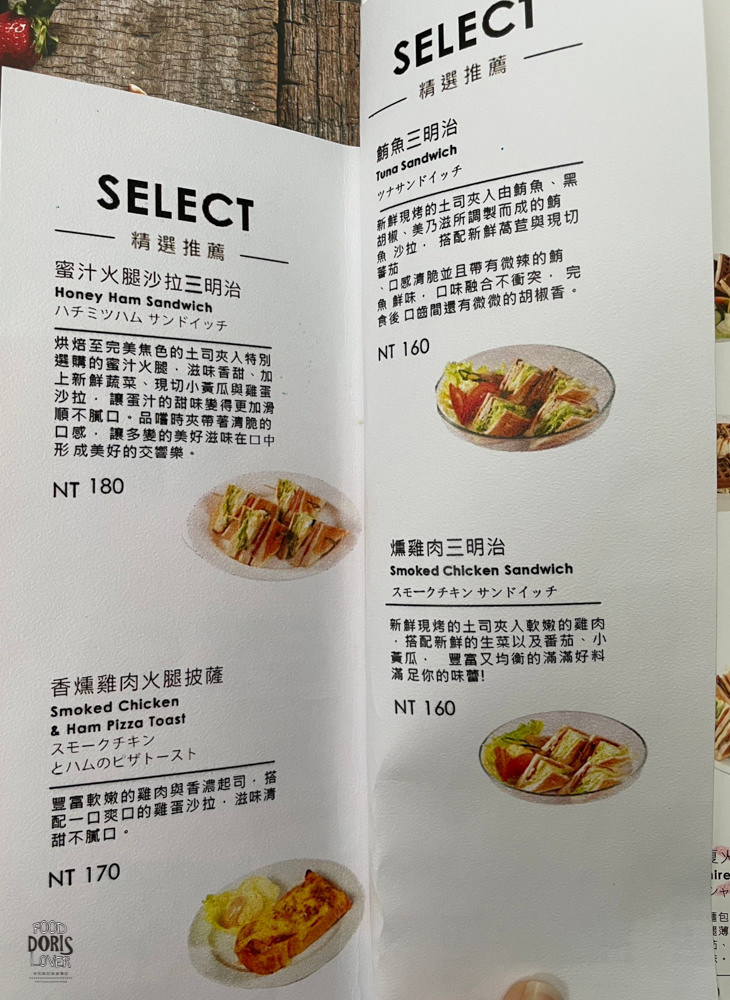 SELECT
精選推薦
蜜汁火腿沙拉三明治
Honey Ham Sandwich
ハチミツハム サンドイッチ
烘焙至完美焦色的土司夾入特別
選購的蜜汁火腿，滋味香甜、加
上新鮮蔬菜、現切小黃瓜與雞蛋
沙拉，讓蛋汁的甜味變得更加滑
順不膩口。品嚐時夾帶著清脆的
口感，讓多變的美好滋味在口中
形成美好的交響樂。
NT 180
香燻雞肉火腿披薩
Smoked Chicken
& Ham Pizza Toast
スモークチキン
とハムのピザトースト
豐富軟嫩的雞肉與香濃起司，搭
配一口爽口的雞蛋沙拉，滋味清
甜不膩口。
NT 170
FOOD
DORIS
LOVER
SELECT
精選推薦
鮪魚三明治
Tuna Sandwich
ツナサンドイッチ
新鮮現烤的土司夾入由鮪魚、黑
胡椒、美乃滋所調製而成的鮪
魚 沙拉，搭配新鮮萵苣與現切
蕃茄
、口感清脆並且帶有微辣的鮪
魚 鮮味，口味融合不衝突，完
食後 口齒間還有微微的胡椒香。
NT 160
燻雞肉三明治
Smoked Chicken Sandwich
スモークチキン サンドイッチ
新鮮現烤的土司夾入軟嫩的雞肉
，搭配新鮮的生菜以及番茄、小
黃瓜， 豐富又均衡的滿滿好料
滿足你的味蕾!
NT 160